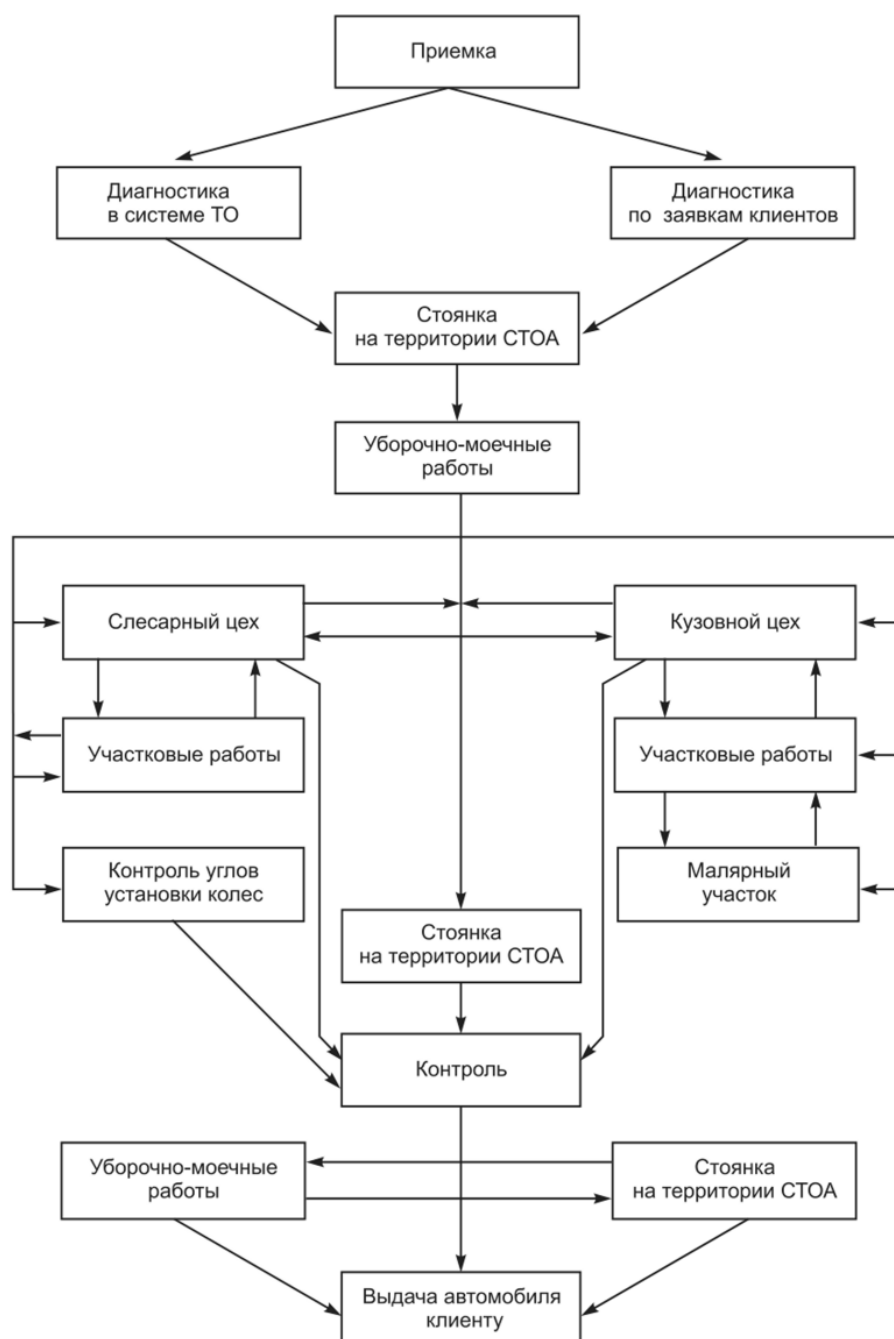 Приемка
Диагностика
в системе ТО
Диагностика
по заявкам клиентов
Стоянка
на территории СТОА
Уборочно-моечные
работы
Слесарный цех
Кузовной цех
Участковые работы
Участковые работы
Контроль углов
установки колес
Малярный
участок
Стоянка
на территории СТОА
Контроль
Уборочно-моечные
работы
Стоянка
на территории СТОА
Выдача автомобиля
клиенту